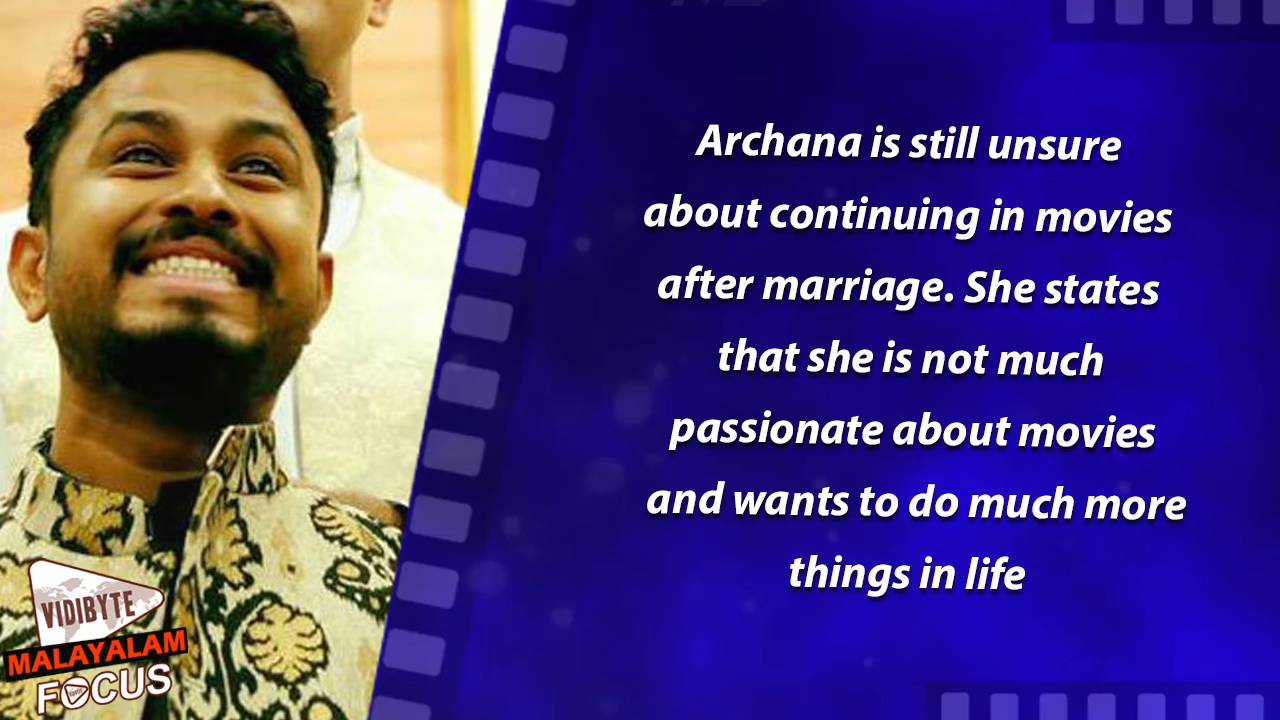 Archana is still unsure
about continuing in movies
after marriage. She states
that she is not much
passionate about movies
and wants to do much more
things in life
VIDIBYTE
MALAYALAM
FOCUS